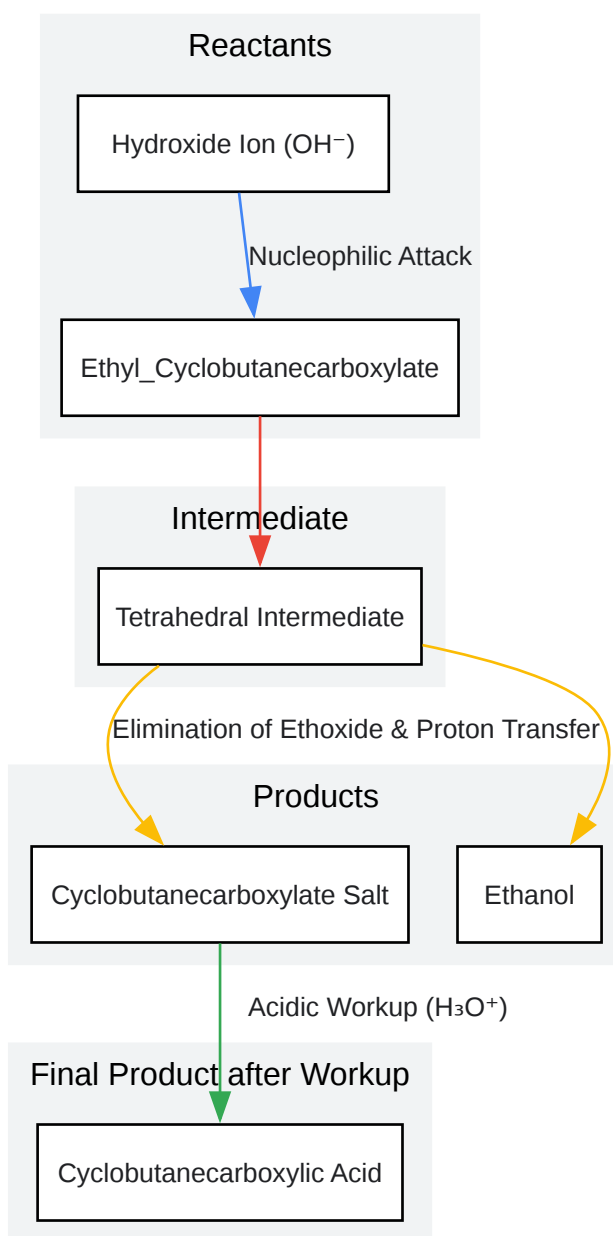 Reactants
Hydroxide Ion (OH⁻)
Nucleophilic Attack
Ethyl_Cyclobutanecarboxylate
Intermediate
Tetrahedral Intermediate
Elimination of Ethoxide & Proton Transfer
Products
Cyclobutanecarboxylate Salt
Ethanol
Acidic Workup (H₃O⁺)
Final Product after Workup
Cyclobutanecarboxylic Acid